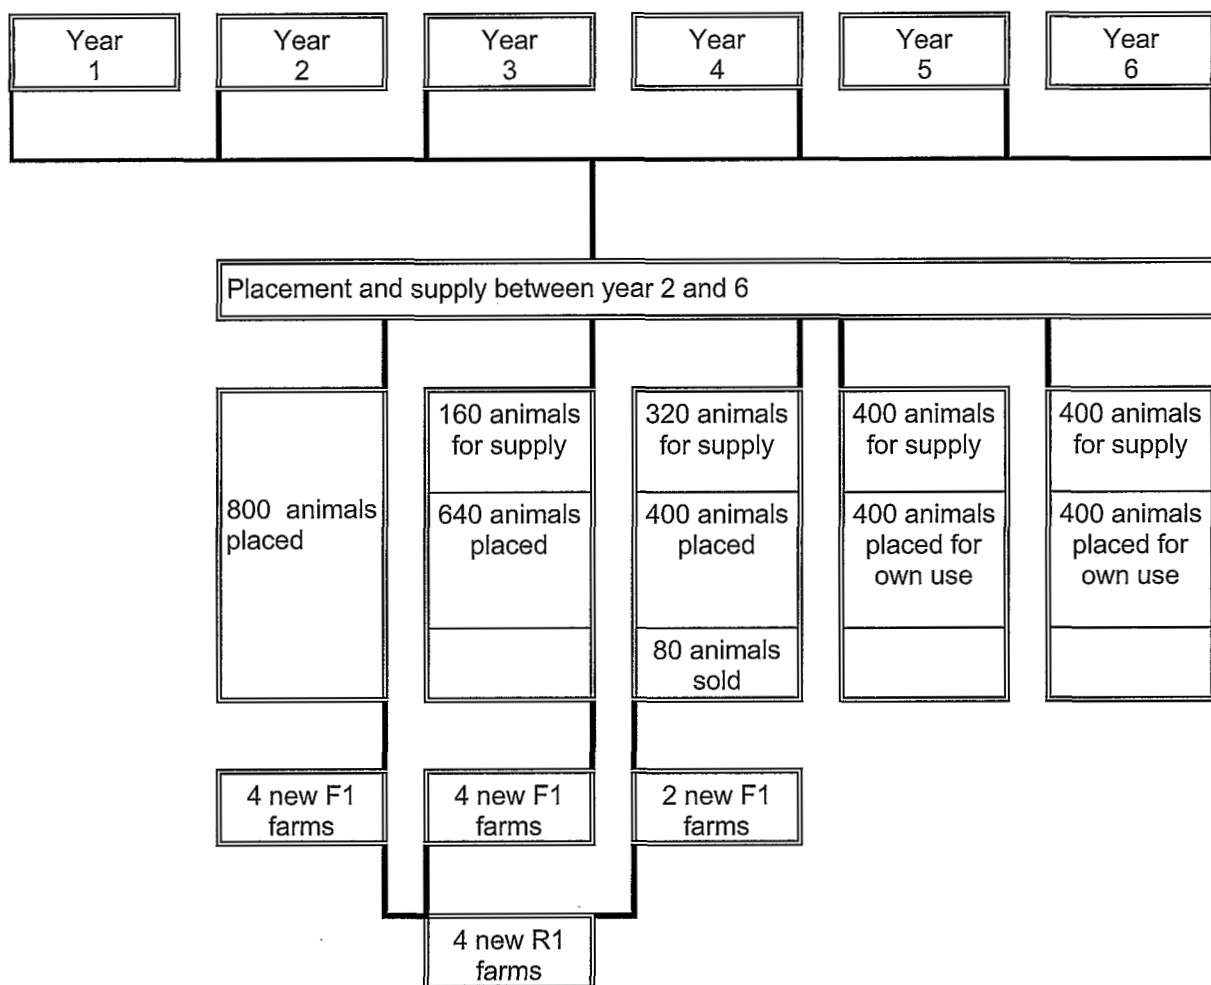 Year
1
Year
2
Year
3
Year
4
Year
5
Year
6
Placement and supply between year 2 and 6
800 animals
placed
160 animals
for supply
640 animals
placed
320 animals
for supply
400 animals
placed
80 animals
sold
400 animals
for supply
400 animals
placed for
own use
400 animals
for supply
400 animals
placed for
own use
4 new F1
farms
4 new F1
farms
2 new F1
farms
4 new R1
farms